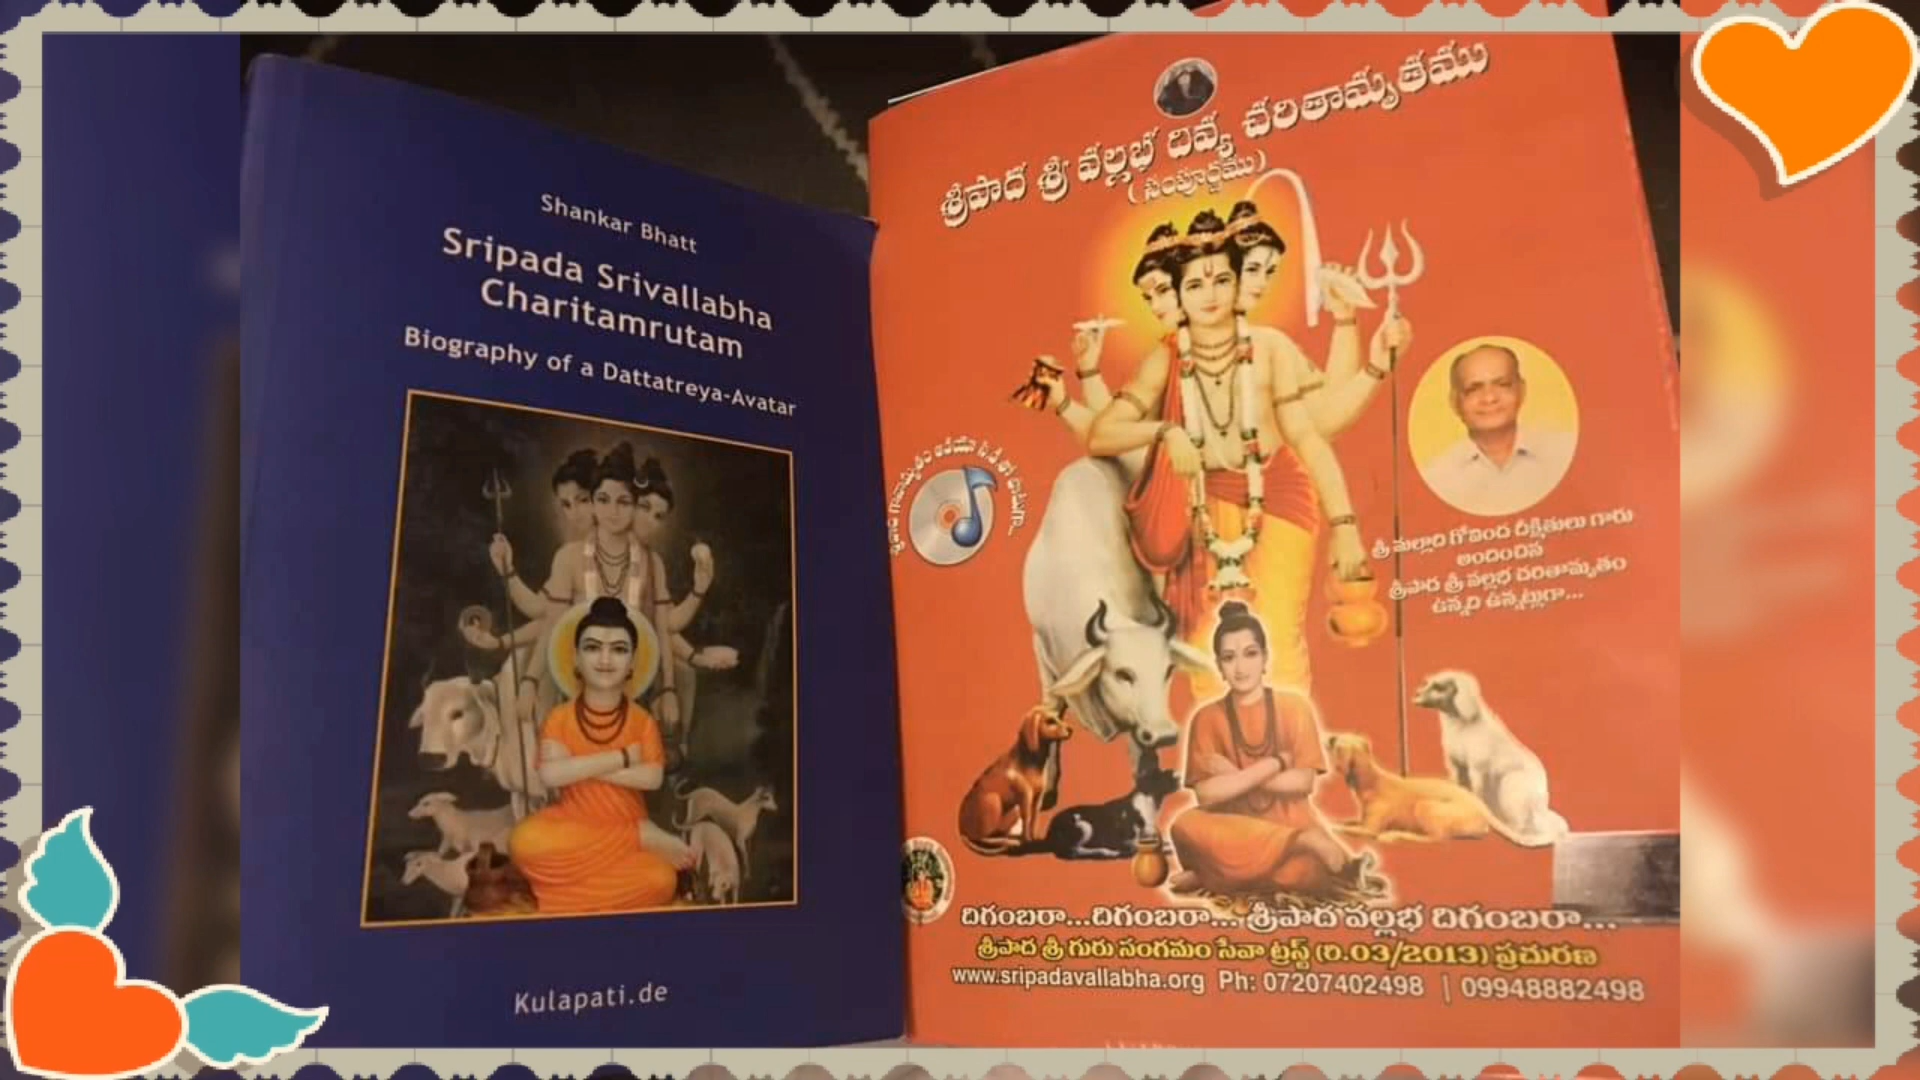 Shankar Bhatt
Sripada Srivallabha
Charitamrutam
Biography of a Dattatreya-Avatar
Kulapati.de
శ్రీపాద శ్రీ వల్లభ దివ్య చరితామృతము
(సంపూర్ణము)
శ్రీ మల్లాది గోవింద దీక్షితులు గారు
అందించిన
శ్రీపాద శ్రీ వల్లభ చరితామృతం
ఉన్నది ఉన్నట్లుగా...
దిగంబరా...దిగంబరా... శ్రీపాద వల్లభ దిగంబరా...
శ్రీపాద శ్రీ గురు సంగమం సేవా ట్రస్ట్ (రి.03/2013) ప్రచురణ
www.sripadavallabha.org Ph: 07207402498 | 09948882498